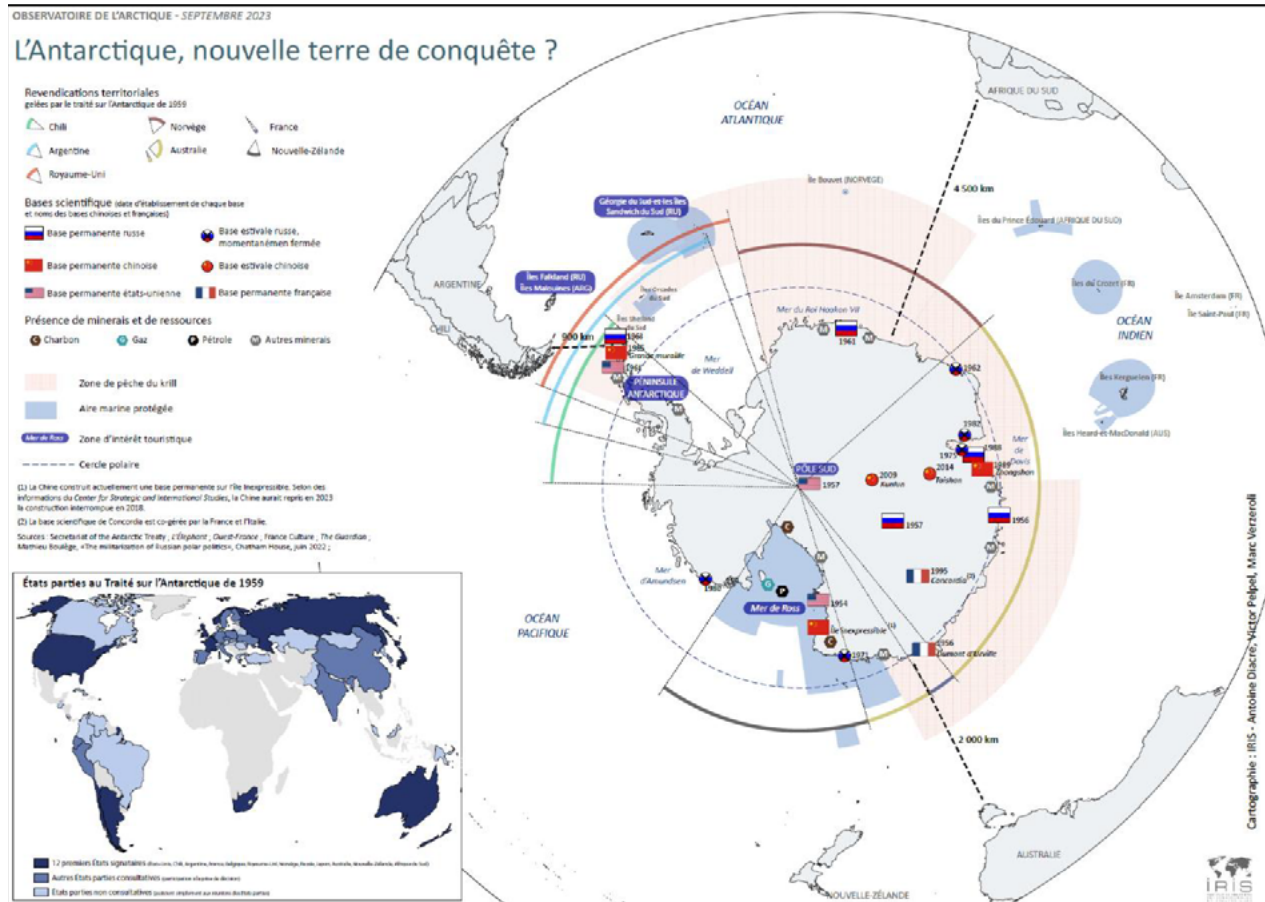 OBSERVATOIRE DE L'ARCTIQUE - SEPTEMBRE 2023
L'Antarctique, nouvelle terre de conquête ?
Revendications territoriales
gelées par le traité sur l'Antarctique de 1959
Chili
Norvège
France
Argentine
Australie
Nouvelle-Zélande
Royaume-Uni
Bases scientifique (date d'établissement de chaque base
et noms des bases chinoises et françaises)
Base permanente russe
Base estivale russe,
momentanémen fermée
Base permanente chinoise
Base estivale chinoise
Base permanente états-unienne
Base permanente française
Présence de minerais et de ressources
C Charbon
G Gaz
P Pétrole
M Autres minerais
Zone de pêche du krill
Aire marine protégée
Mer de Ross
Zone d'intérêt touristique
Cercle polaire
(1) La Chine construit actuellement une base permanente sur l'île Inexpressible. Selon des
informations du Center for Strategic and International Studies, la Chine aurait repris en 2023
la construction interrompue en 2018.
(2) La base scientifique de Concordia est co-gérée par la France et l'Italie.
Sources : Secretariat of the Antarctic Treaty ; L'Éléphant ; Ouest-France ; France Culture ; The Guardian ;
Mathieu Boulègue, «The militarisation of Russian polar politics», Chatham House, juin 2022 ;
États parties au Traité sur l'Antarctique de 1959
12 premiers États signataires
Autres États parties consultatives
États parties non consultatives
OCÉAN
ATLANTIQUE
AFRIQUE DU SUD
4 500 km
Île Bouvet (NORVEGE)
Îles du Prince Édouard (AFRIQUE DU SUD)
Géorgie du Sud-et-les Îles
Sandwich du Sud (RU)
Îles du Crozet (FR)
Île Amsterdam (FR)
Île Saint-Paul (FR)
OCÉAN
INDIEN
ARGENTINE
CHILI
Îles Falkland (RU)
Îles Malouines (ARG)
Îles Orcades
du Sud
Îles Shetland
du Sud
900 km
1985
Grande muraille
1961
PÉNINSULE
ANTARCTIQUE
M
M
Mer
de Weddell
Mer du Roi Haakon VII
M
1961
M
1962
Îles Kerguelen (FR)
Îles Heard-et-MacDonald (AUS)
1982
1988
1989
Zhongshan
Mer
de Davis
M
PÔLE SUD
1957
2009
Kunlun
2014
Taishan
1957
1956
M
C
M
1995
Concordia (2)
Mer
d'Amundsen
1980
M
G
P
Mer de Ross
1954
Île Inexpressible (1)
C
1971
M
1956
Dumont d'Urville
OCÉAN
PACIFIQUE
2 000 km
AUSTRALIE
NOUVELLE-ZÉLANDE
Cartographie : IRIS - Antoine Diacre, Victor Pelpel, Marc Verzeroli
IRIS